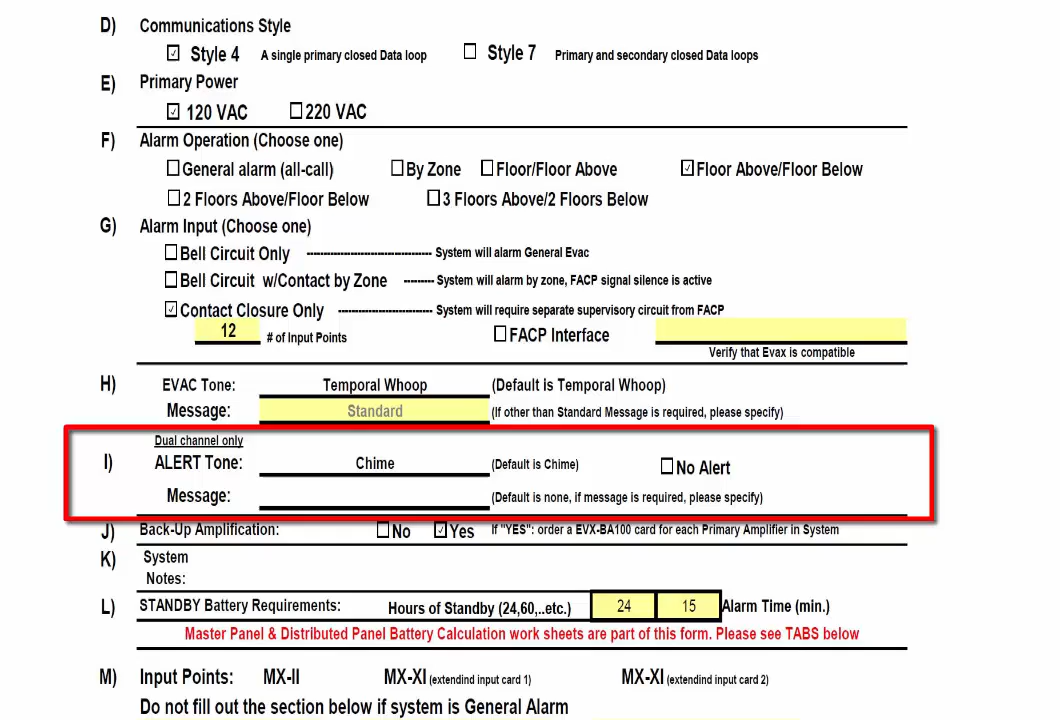 D) Communications Style
Style 4 A single primary closed Data loop Style 7 Primary and secondary closed Data loops
E) Primary Power
120 VAC 220 VAC
F) Alarm Operation (Choose one)
General alarm (all-call) By Zone Floor/Floor Above Floor Above/Floor Below
2 Floors Above/Floor Below 3 Floors Above/2 Floors Below
G) Alarm Input (Choose one)
Bell Circuit Only ------------------------------------ System will alarm General Evac
Bell Circuit w/Contact by Zone --------- System will alarm by zone, FACP signal silence is active
Contact Closure Only --------------------------- System will require separate supervisory circuit from FACP
12 # of Input Points FACP Interface
Verify that Evax is compatible
H) EVAC Tone: Temporal Whoop (Default is Temporal Whoop)
Message: Standard (If other than Standard Message is required, please specify)
Dual channel only
I) ALERT Tone: Chime (Default is Chime) No Alert
Message: (Default is none, if message is required, please specify)
J) Back-Up Amplification: No Yes If "YES": order a EVX-BA100 card for each Primary Amplifier in System
K) System
Notes:
L) STANDBY Battery Requirements: Hours of Standby (24,60,..etc.) 24 15 Alarm Time (min.)
Master Panel & Distributed Panel Battery Calculation work sheets are part of this form. Please see TABS below
M) Input Points: MX-II MX-XI (extendind input card 1) MX-XI (extendind input card 2)
Do not fill out the section below if system is General Alarm